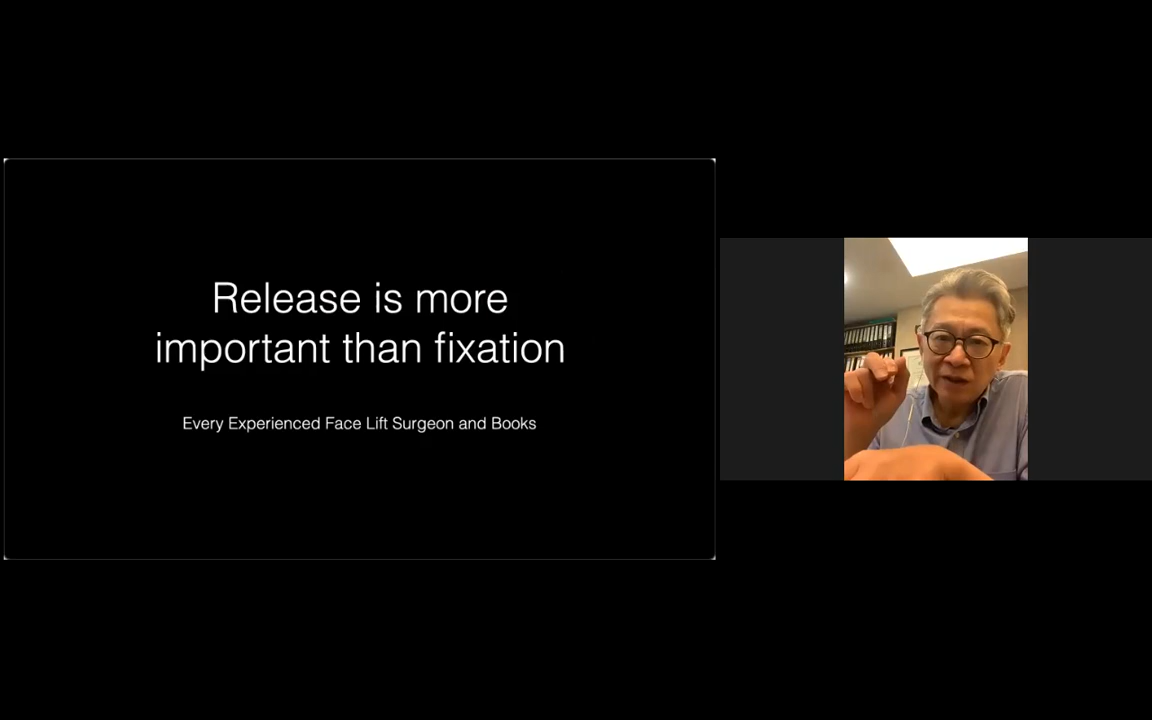 Release is more
important than fixation
Every Experienced Face Lift Surgeon and Books